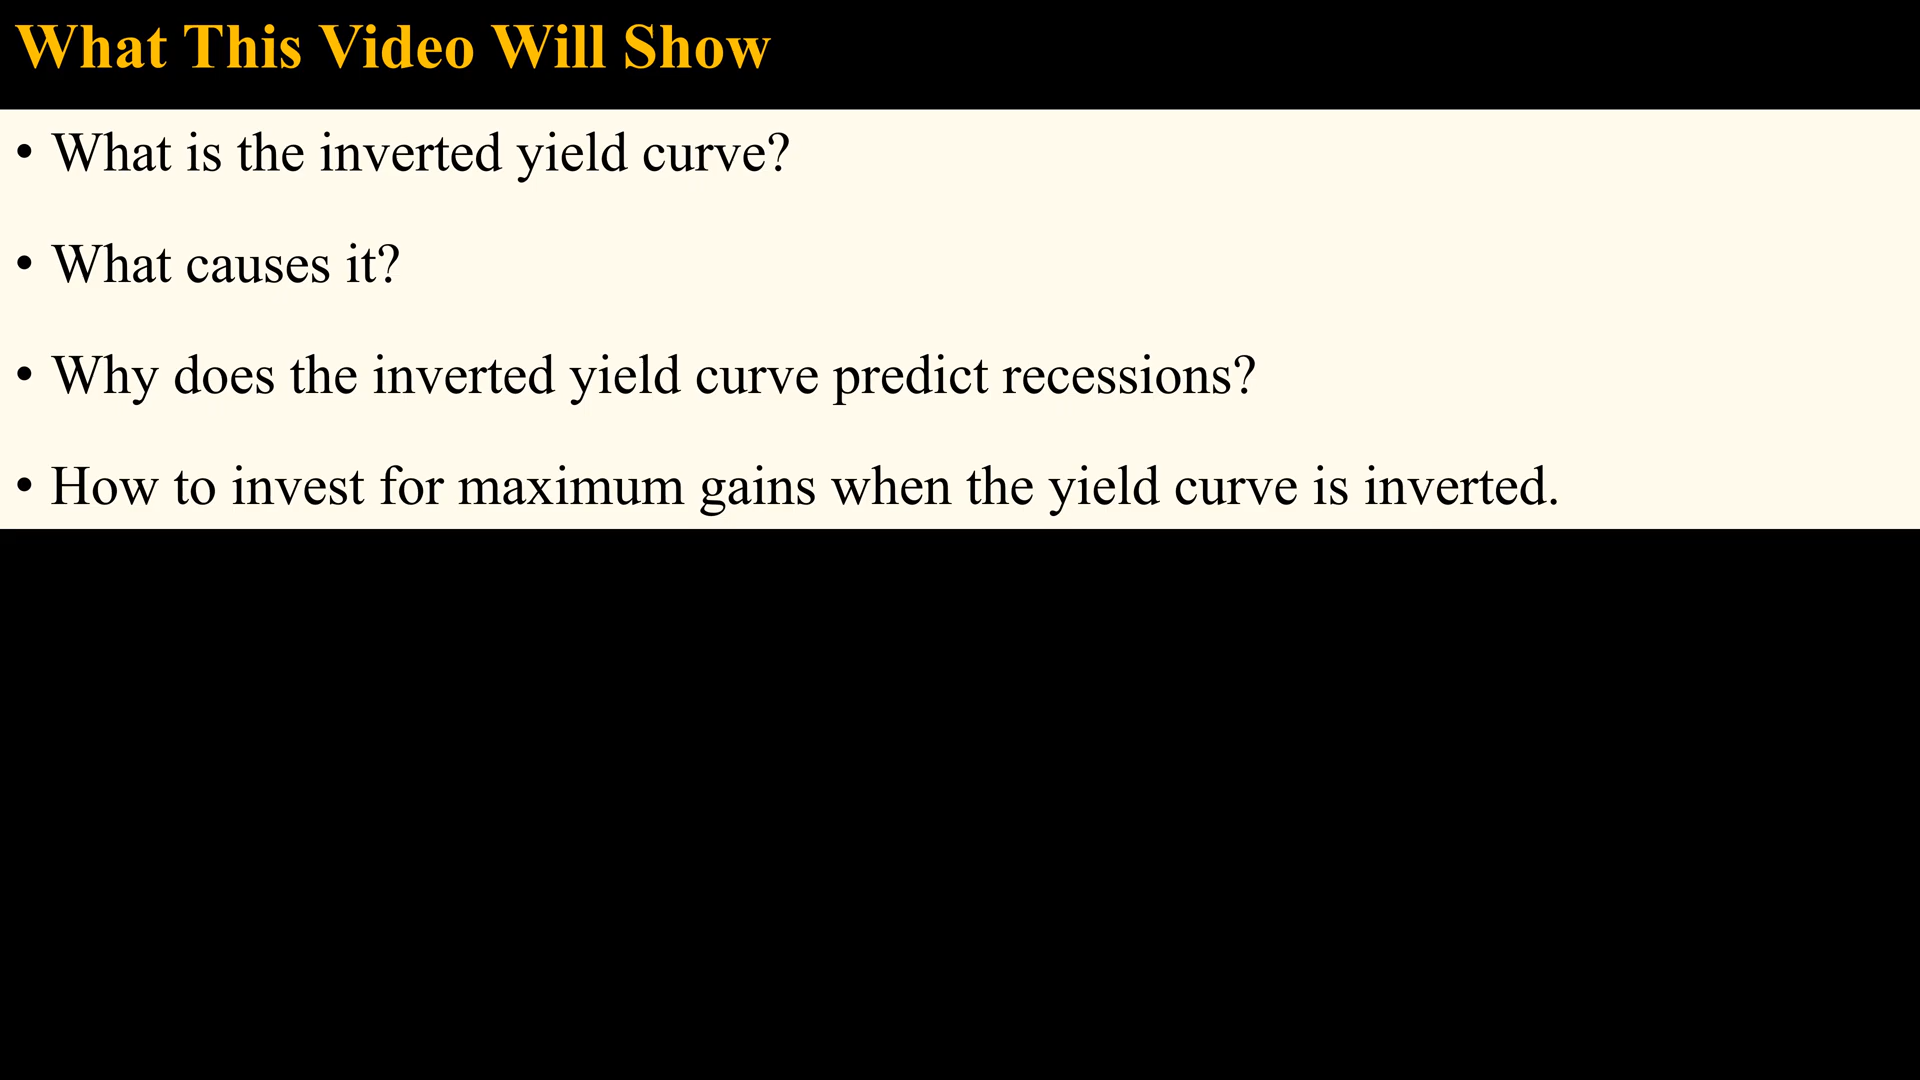 What This Video Will Show
• What is the inverted yield curve?
• What causes it?
• Why does the inverted yield curve predict recessions?
• How to invest for maximum gains when the yield curve is inverted.